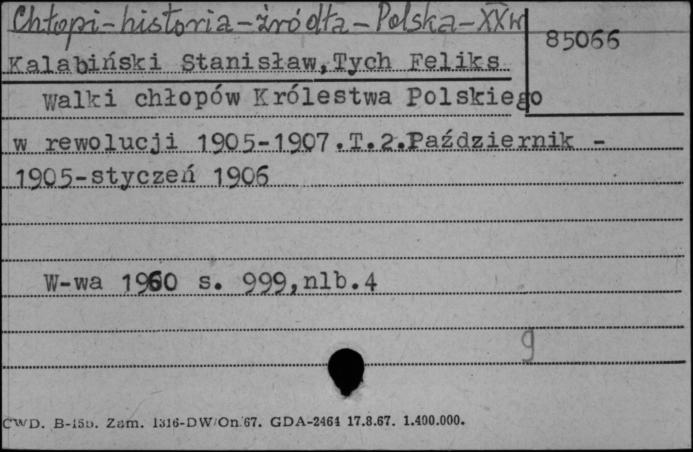 Chłopi-historia-źródła-Polska-XXw
85066
Kalabiński Stanisław,Tych Feliks
Walki chłopów Królestwa Polskiego
w rewolucji 1905-1907.T.2.Październik -
1905-styczeń 1906
W-wa 1960 s. 999,nlb.4
9
CWD. B-15b. Zam. 1316-DW/On/67. GDA-2464 17.8.67. 1.400.000.